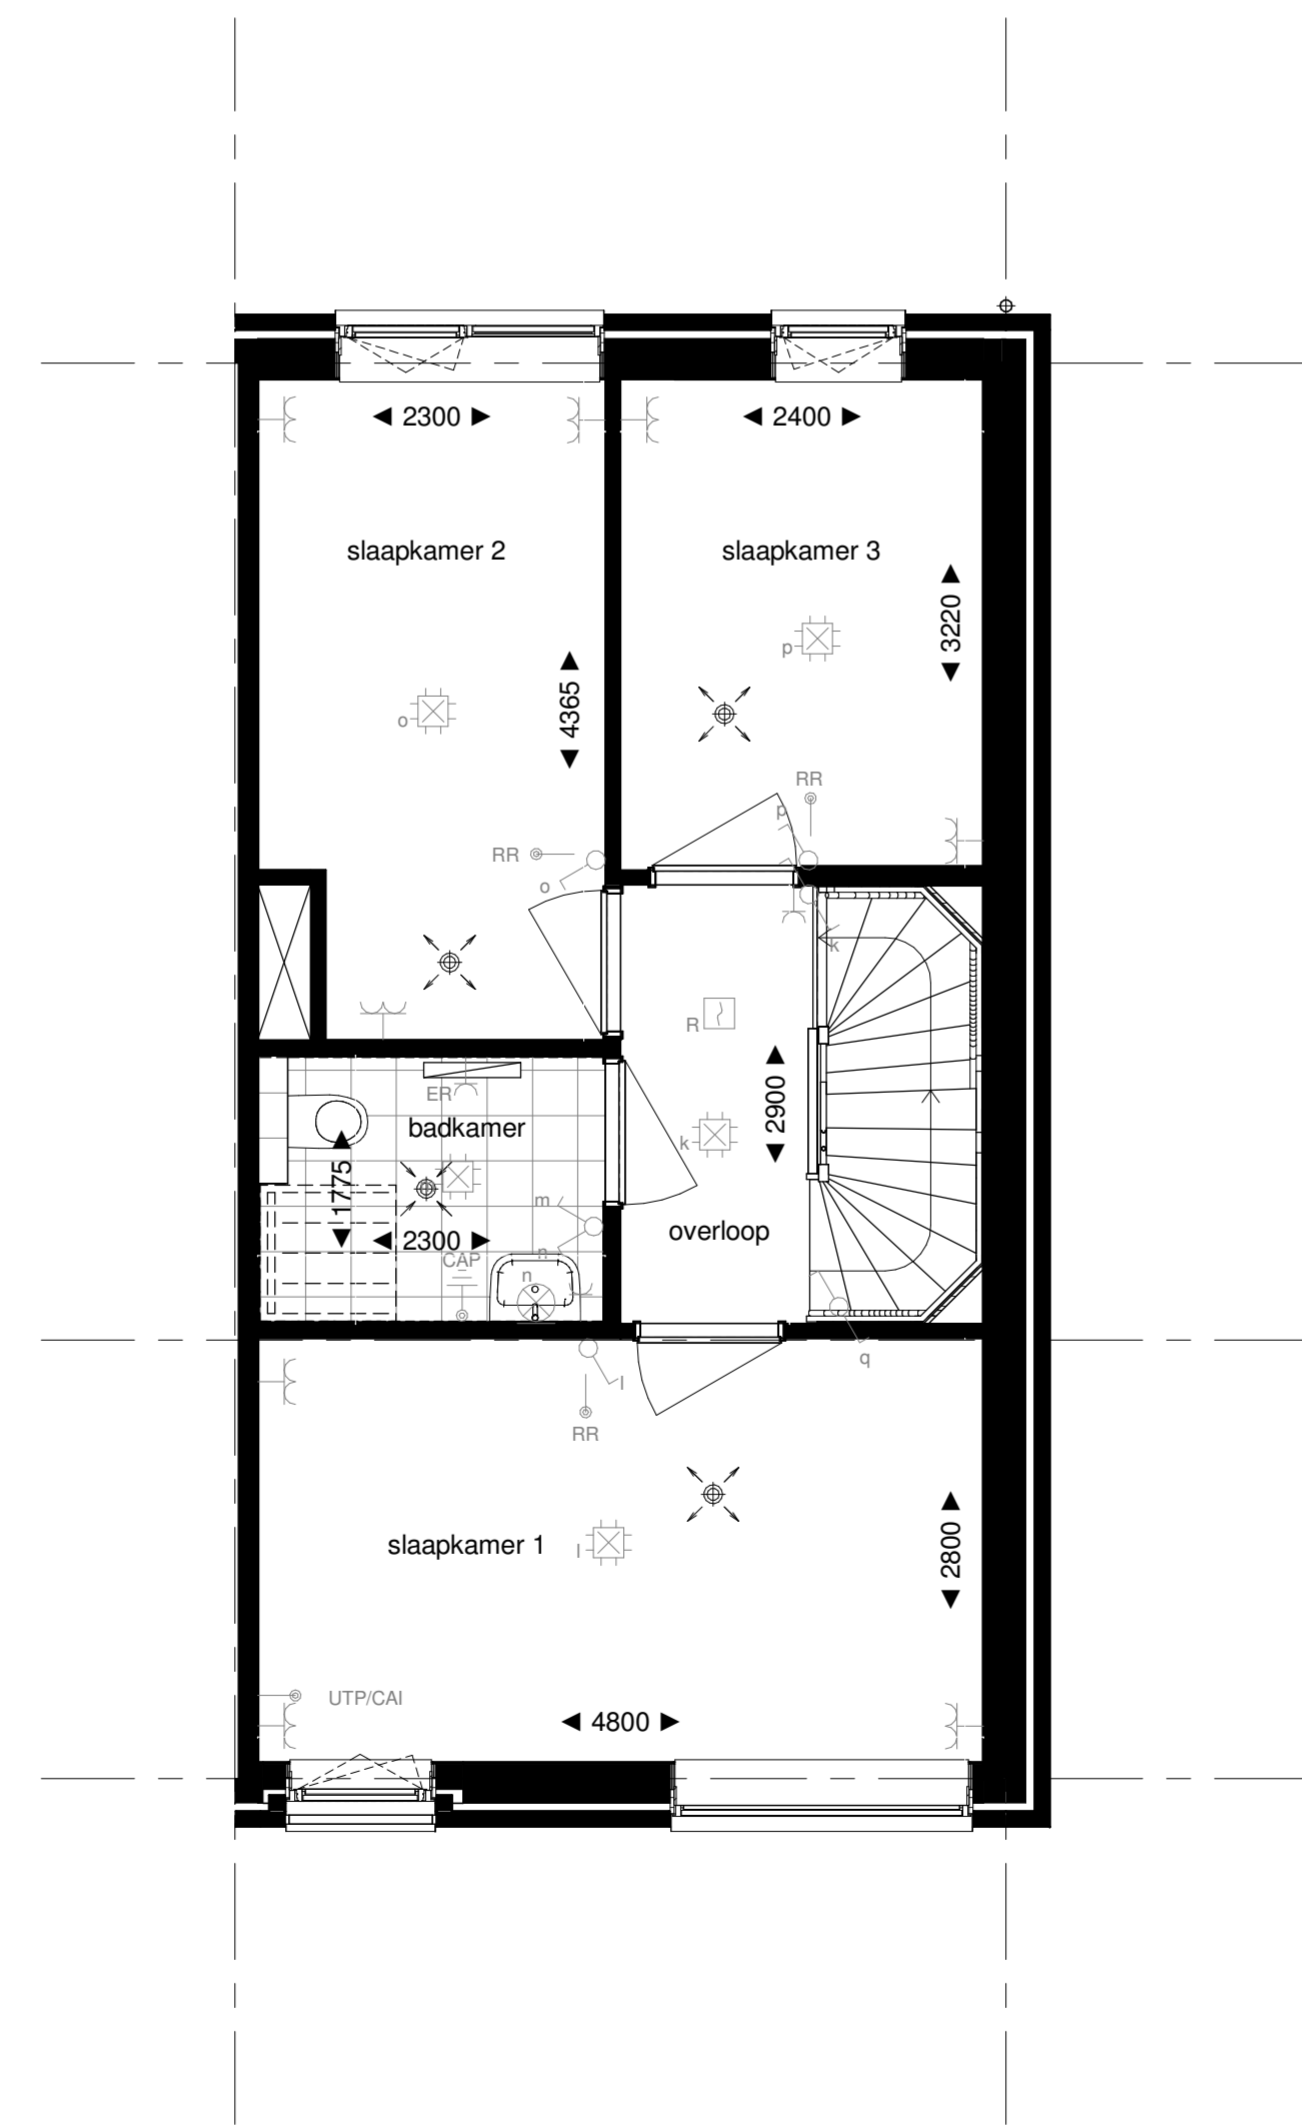 2300
2400
slaapkamer 2
slaapkamer 3
3220
p
4365
o
RR
p
RR
o
k
R
2900
ER
badkamer
k
1775
m
2300
overloop
n
CAP
n
q
l
RR
slaapkamer 1
l
2800
UTP/CAI
4800